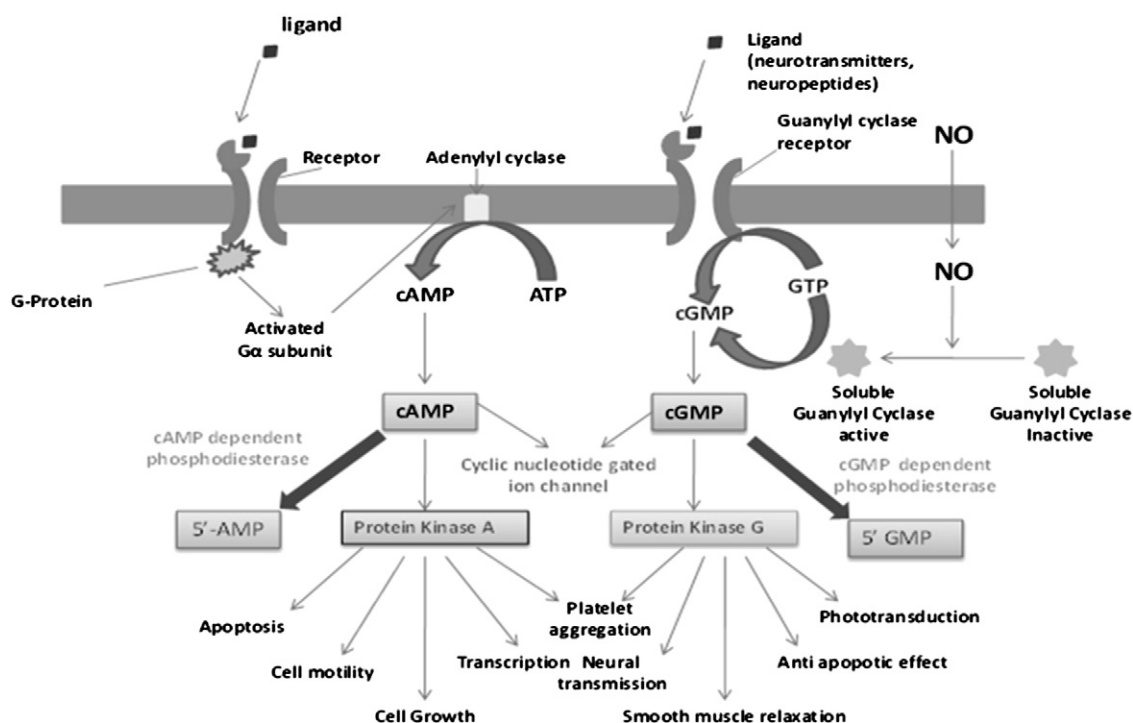 ligand
Ligand
(neurotransmitters,
neuropeptides)
Receptor
Adenylyl cyclase
Guanylyl cyclase
receptor
NO
G-Protein
Activated
Gα subunit
cAMP
ATP
cGMP
GTP
NO
Soluble
Guanylyl Cyclase
active
Soluble
Guanylyl Cyclase
Inactive
cAMP
cGMP
cAMP dependent
phosphodiesterase
Cyclic nucleotide gated
ion channel
cGMP dependent
phosphodiesterase
5'-AMP
Protein Kinase A
Protein Kinase G
5' GMP
Apoptosis
Cell motility
Cell Growth
Transcription
Platelet
aggregation
Neural
transmission
Smooth muscle relaxation
Anti apopotic effect
Phototransduction